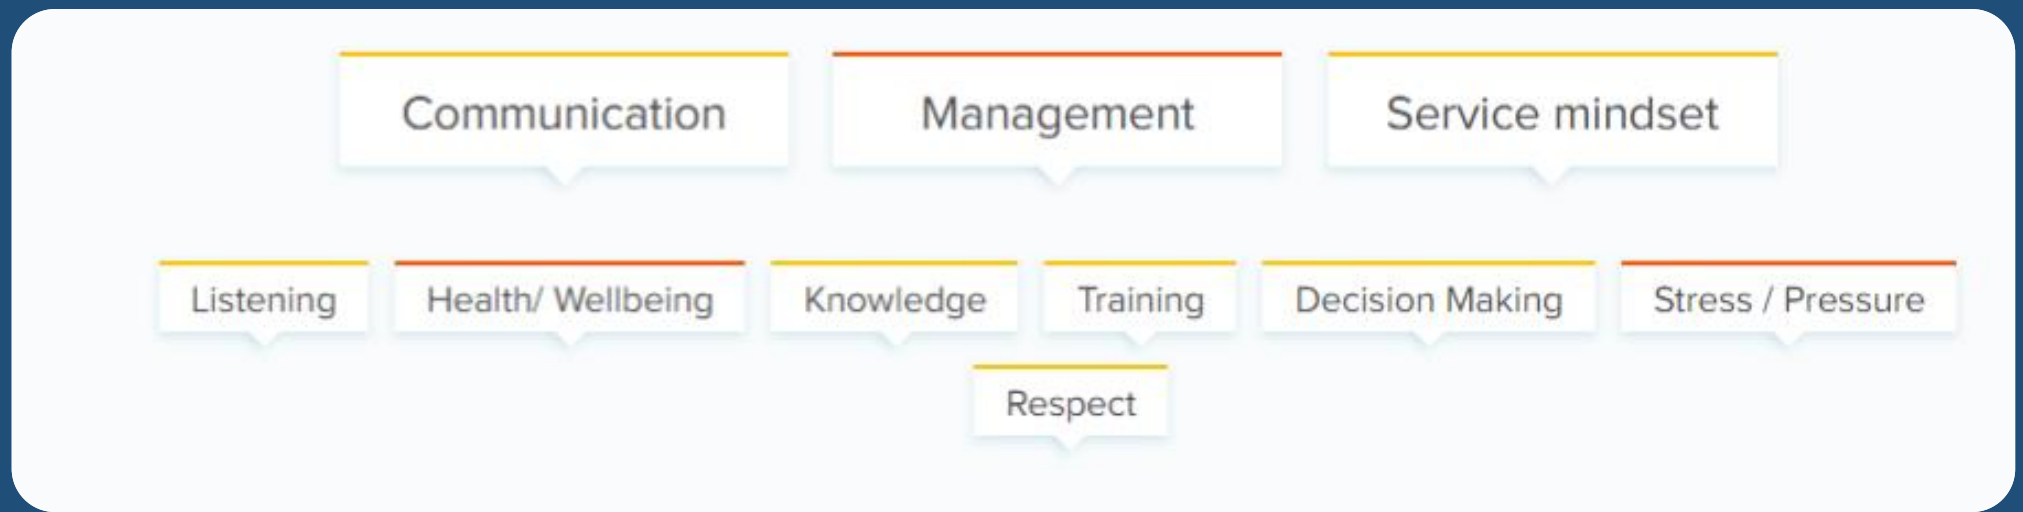 Communication
Management
Service mindset
Listening
Health/ Wellbeing
Knowledge
Training
Decision Making
Stress / Pressure
Respect